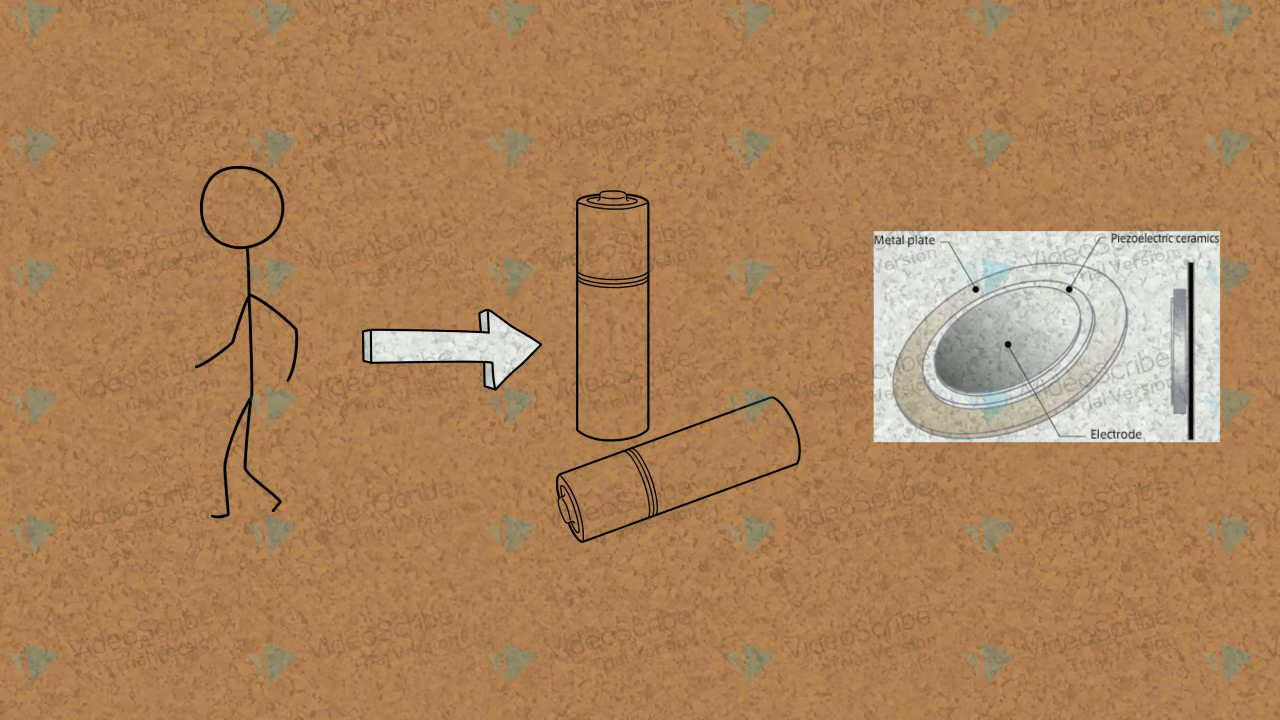 Metal plate
Piezoelectric ceramics
Electrode
VideoScribe
Trial Version